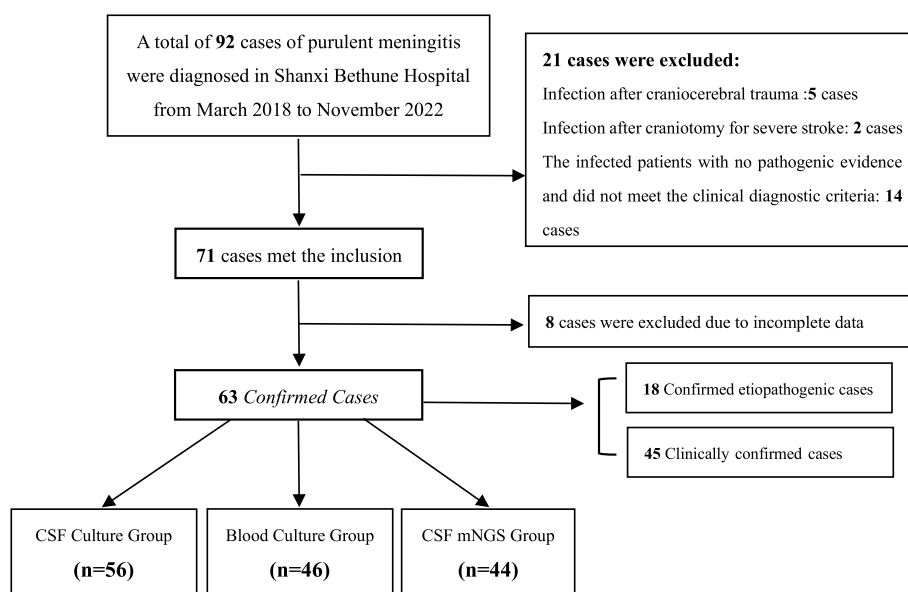 A total of 92 cases of purulent meningitis
were diagnosed in Shanxi Bethune Hospital
from March 2018 to November 2022
21 cases were excluded:
Infection after craniocerebral trauma :5 cases
Infection after craniotomy for severe stroke: 2 cases
The infected patients with no pathogenic evidence
and did not meet the clinical diagnostic criteria: 14
cases
71 cases met the inclusion
8 cases were excluded due to incomplete data
63 Confirmed Cases
18 Confirmed etiopathogenic cases
45 Clinically confirmed cases
CSF Culture Group
(n=56)
Blood Culture Group
(n=46)
CSF mNGS Group
(n=44)